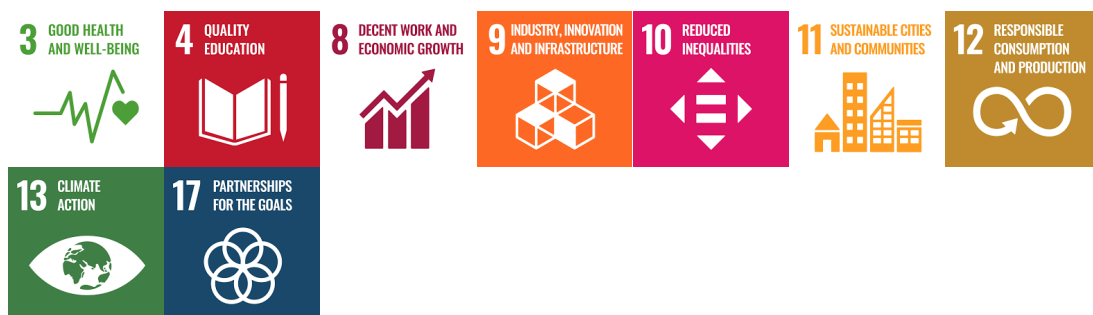 3 GOOD HEALTH
AND WELL-BEING
4 QUALITY
EDUCATION
8 DECENT WORK AND
ECONOMIC GROWTH
9 INDUSTRY, INNOVATION
AND INFRASTRUCTURE
10 REDUCED
INEQUALITIES
11 SUSTAINABLE CITIES
AND COMMUNITIES
12 RESPONSIBLE
CONSUMPTION
AND PRODUCTION
13 CLIMATE
ACTION
17 PARTNERSHIPS
FOR THE GOALS